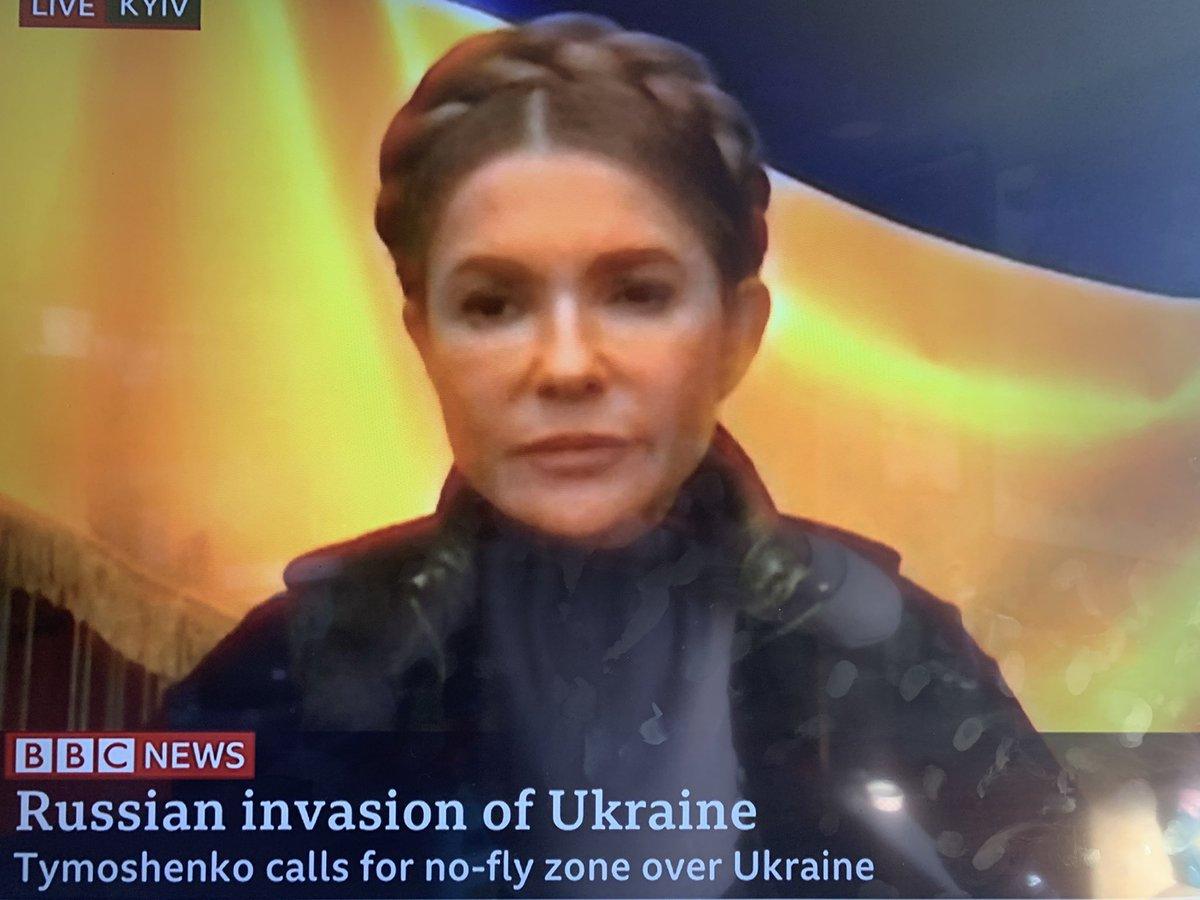 LIVE KYIV
BBC NEWS
Russian invasion of Ukraine
Tymoshenko calls for no-fly zone over Ukraine